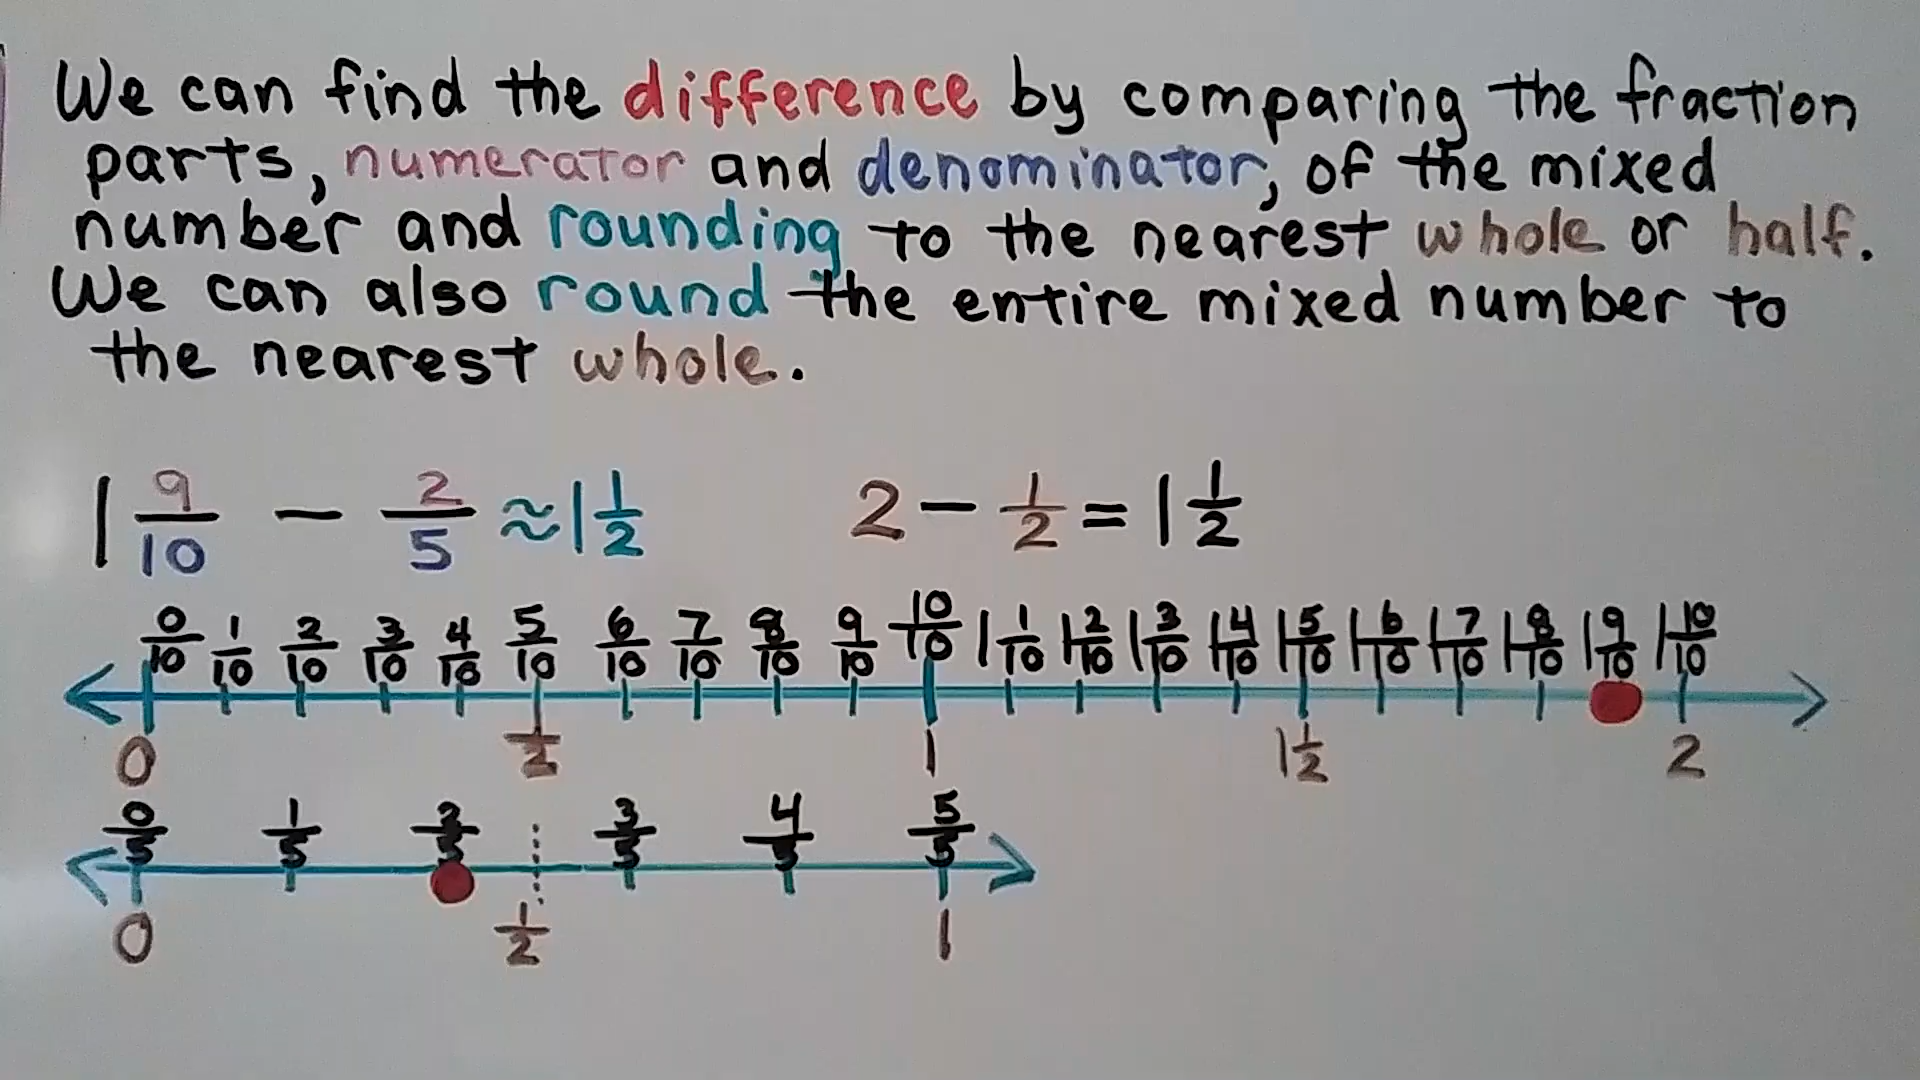 We can find the difference by comparing the fraction
parts, numerator and denominator, of the mixed
number and rounding to the nearest whole or half.
We can also round the entire mixed number to
the nearest whole.
1 9/10 - 2/5 ≈ 1 1/2 2 - 1/2 = 1 1/2
0/10 1/10 2/10 3/10 4/10 5/10 6/10 7/10 8/10 9/10 10/10 1 1/10 1 2/10 1 3/10 1 4/10 1 5/10 1 6/10 1 7/10 1 8/10 1 9/10 1 10/10
0 1/2 1 1 1/2 2
0/5 1/5 2/5 3/5 4/5 5/5
0 1/2 1